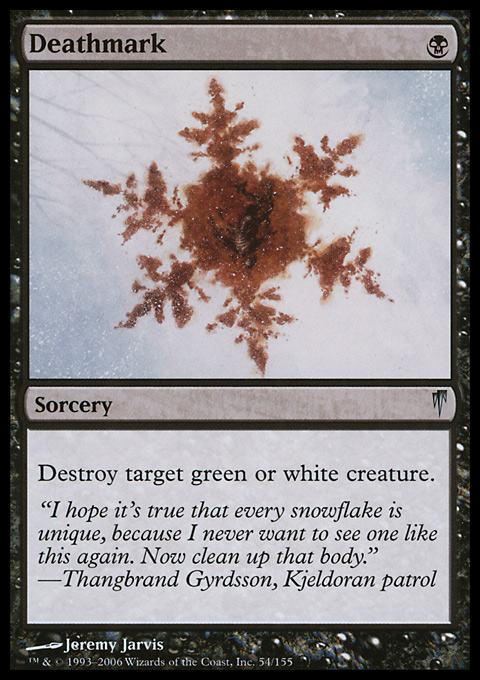 Deathmark
Sorcery
Destroy target green or white creature.
“I hope it’s true that every snowflake is
unique, because I never want to see one like
this again. Now clean up that body.”
—Thangbrand Gyrdsson, Kjeldoran patrol
Jeremy Jarvis
™ & © 1993–2006 Wizards of the Coast, Inc. 54/155